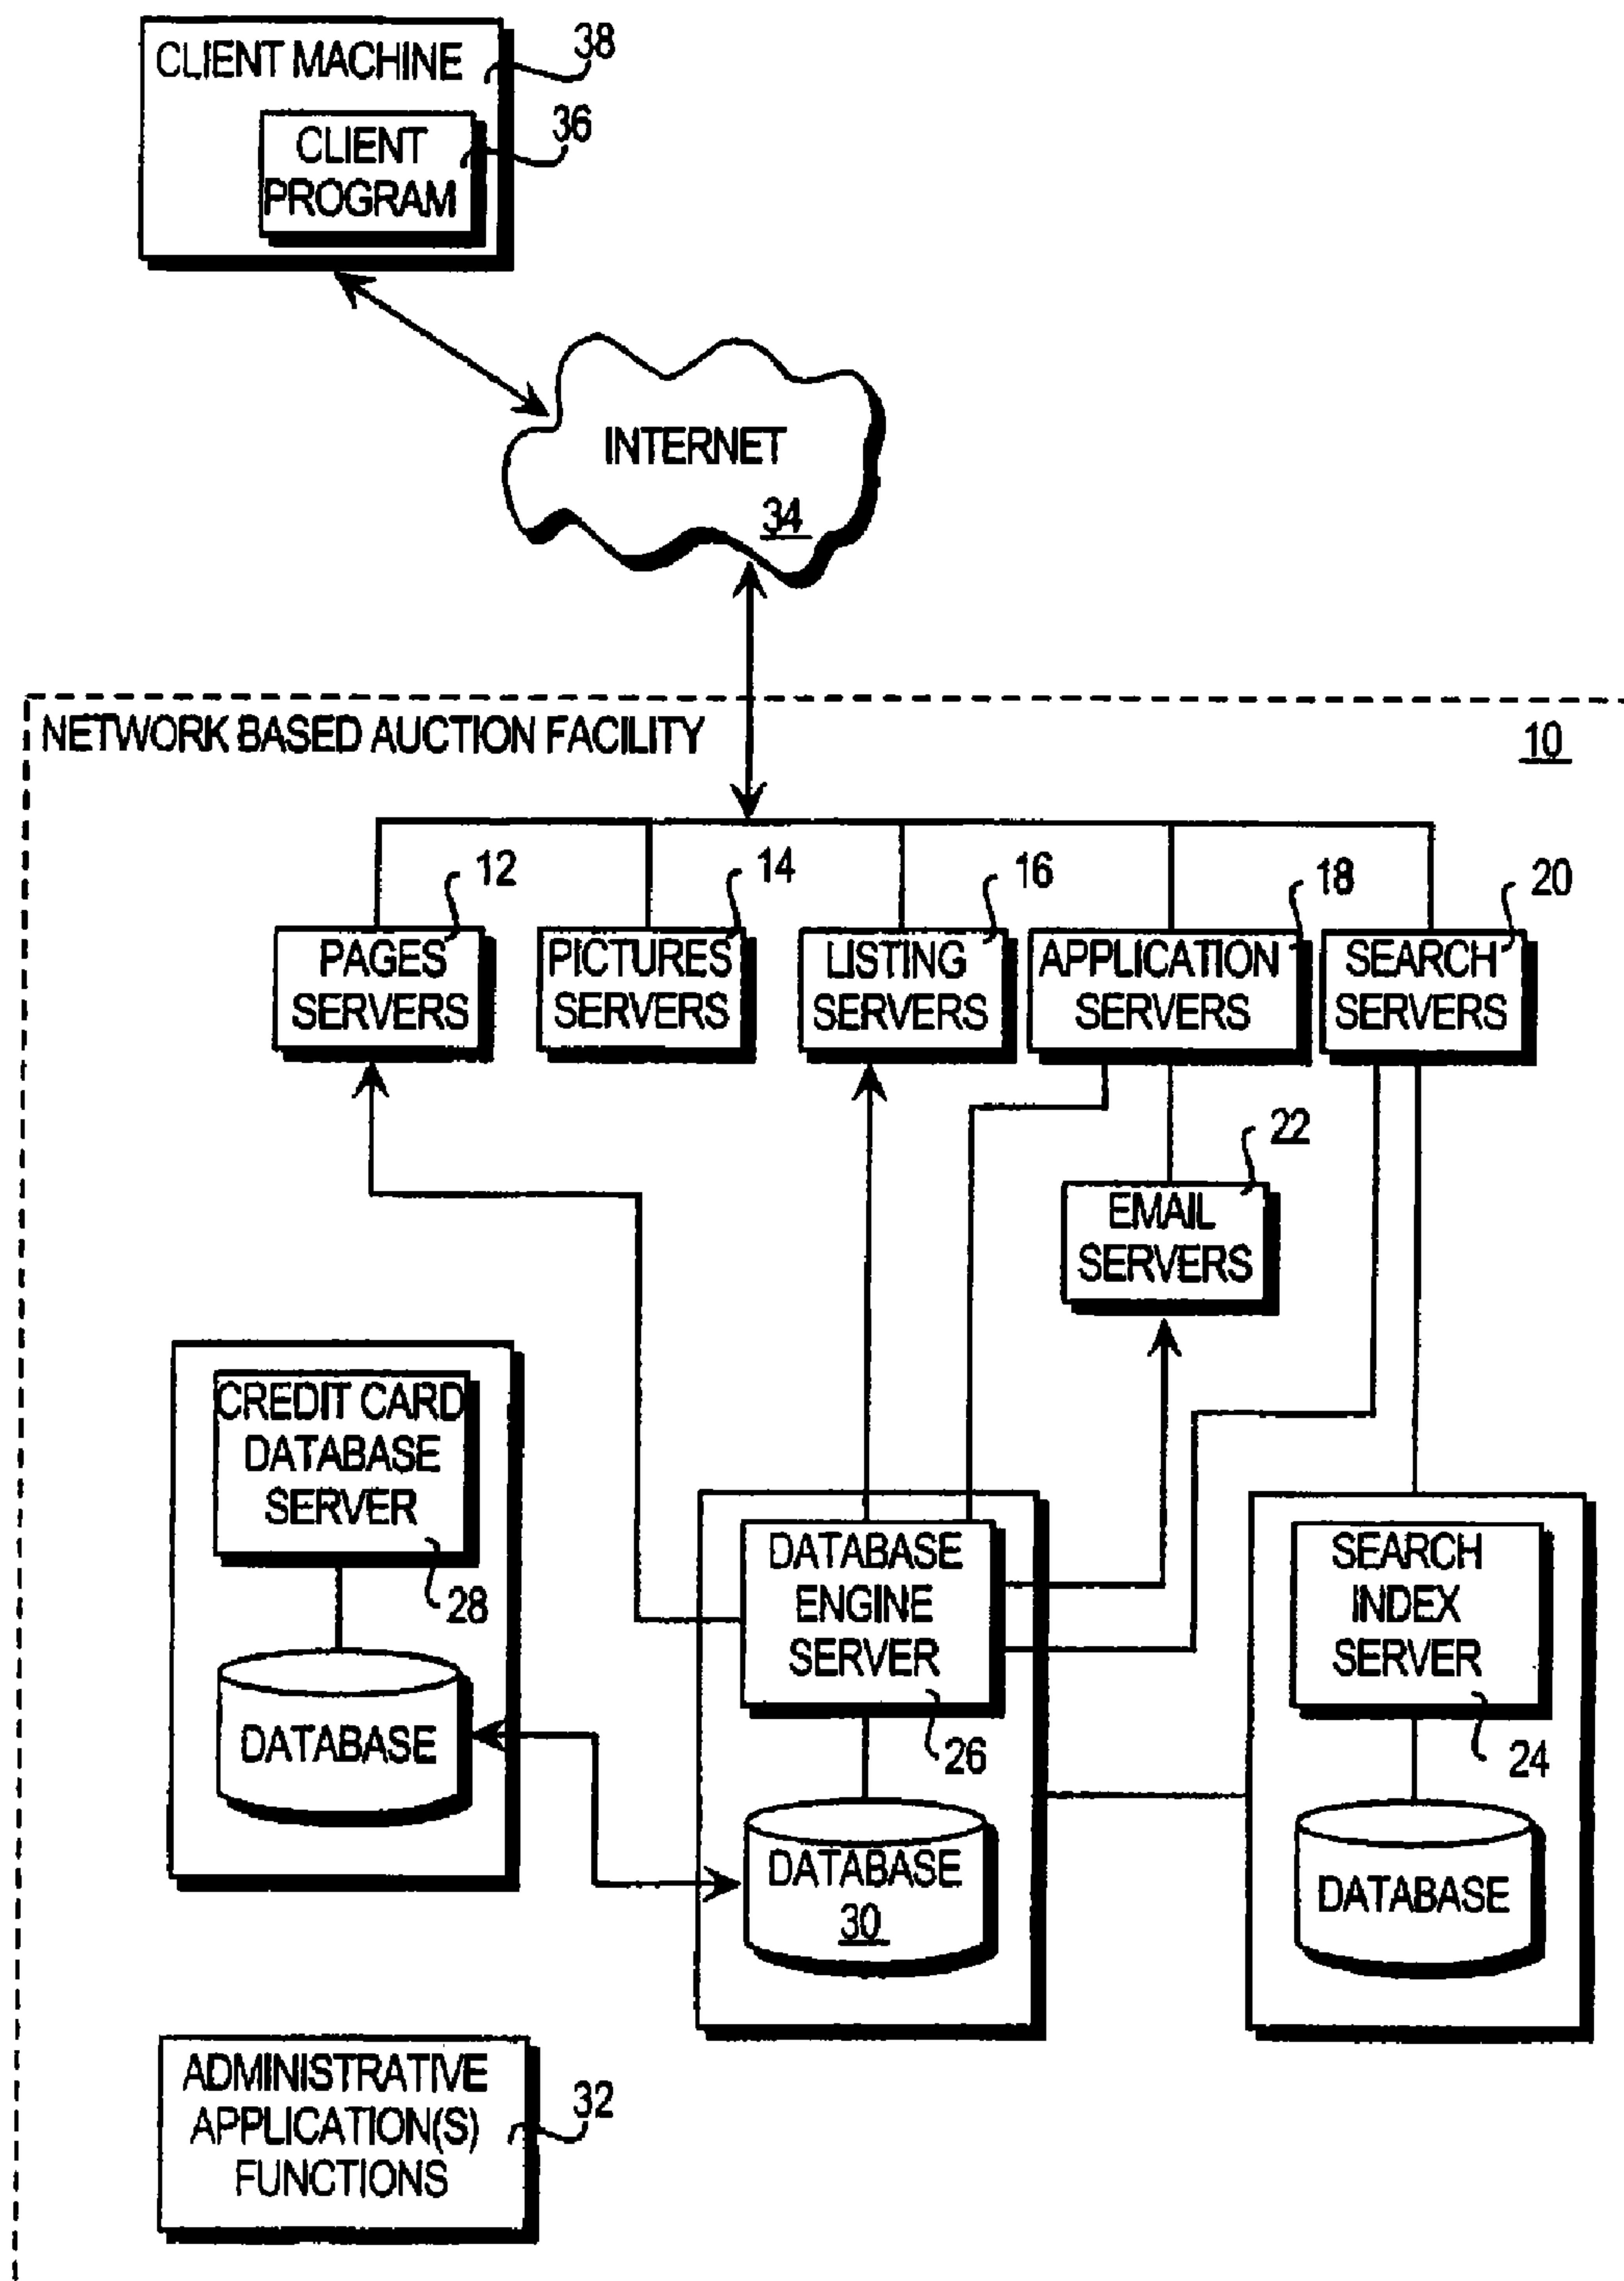 CLIENT MACHINE
38
CLIENT
PROGRAM
36
INTERNET
34
NETWORK BASED AUCTION FACILITY
10
12
14
16
18
20
PAGES
SERVERS
PICTURES
SERVERS
LISTING
SERVERS
APPLICATION
SERVERS
SEARCH
SERVERS
22
EMAIL
SERVERS
CREDIT CARD
DATABASE
SERVER
28
DATABASE
DATABASE
ENGINE
SERVER
26
DATABASE
30
SEARCH
INDEX
SERVER
24
DATABASE
ADMINISTRATIVE
APPLICATION(S)
FUNCTIONS
32